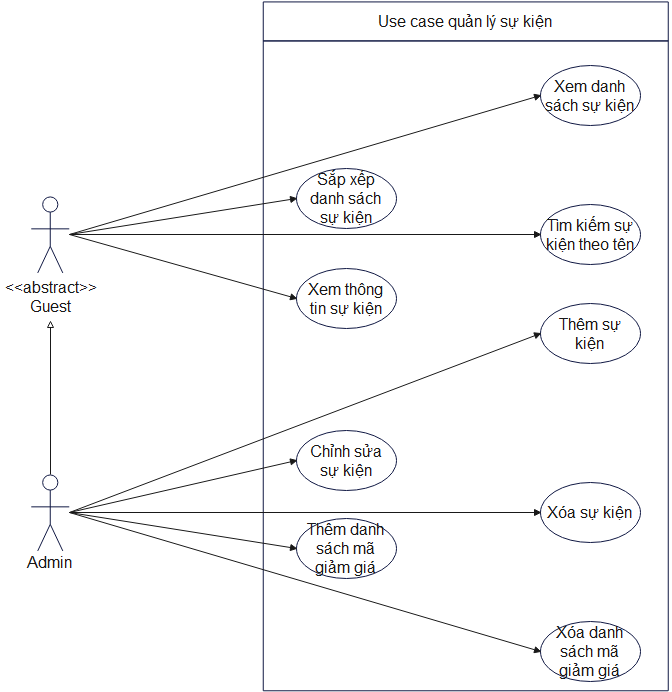 Use case quản lý sự kiện
Xem danh
sách sự kiện
Sắp xếp
danh sách
sự kiện
Tìm kiếm sự
kiện theo tên
<<abstract>>
Guest
Xem thông
tin sự kiện
Thêm sự
kiện
Chỉnh sửa
sự kiện
Xóa sự kiện
Thêm danh
sách mã
giảm giá
Admin
Xóa danh
sách mã
giảm giá